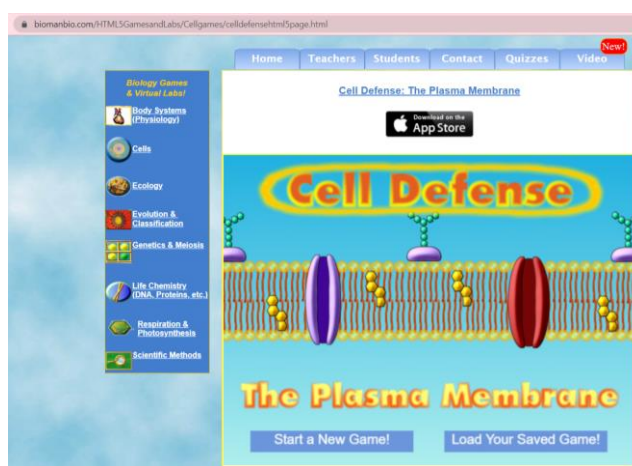 biomanbio.com/HTML5GamesandLabs/Cellgames/celldefensehtml5page.html
New!
Home Teachers Students Contact Quizzes Video
Biology Games
& Virtual Labs!
Body Systems
(Physiology)
Cells
Ecology
Evolution &
Classification
Genetics & Meiosis
Life Chemistry
(DNA, Proteins, etc.)
Respiration &
Photosynthesis
Scientific Methods
Cell Defense: The Plasma Membrane
Download on the
App Store
Cell Defense
The Plasma Membrane
Start a New Game! Load Your Saved Game!